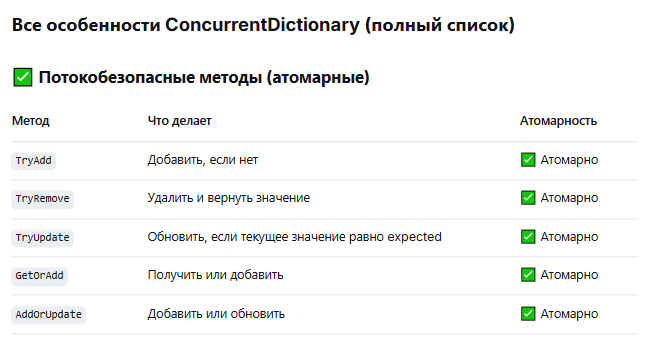 Все особенности ConcurrentDictionary (полный список)
✅ Потокобезопасные методы (атомарные)
Метод Что делает Атомарность
TryAdd Добавить, если нет ✅ Атомарно
TryRemove Удалить и вернуть значение ✅ Атомарно
TryUpdate Обновить, если текущее значение равно expected ✅ Атомарно
GetOrAdd Получить или добавить ✅ Атомарно
AddOrUpdate Добавить или обновить ✅ Атомарно